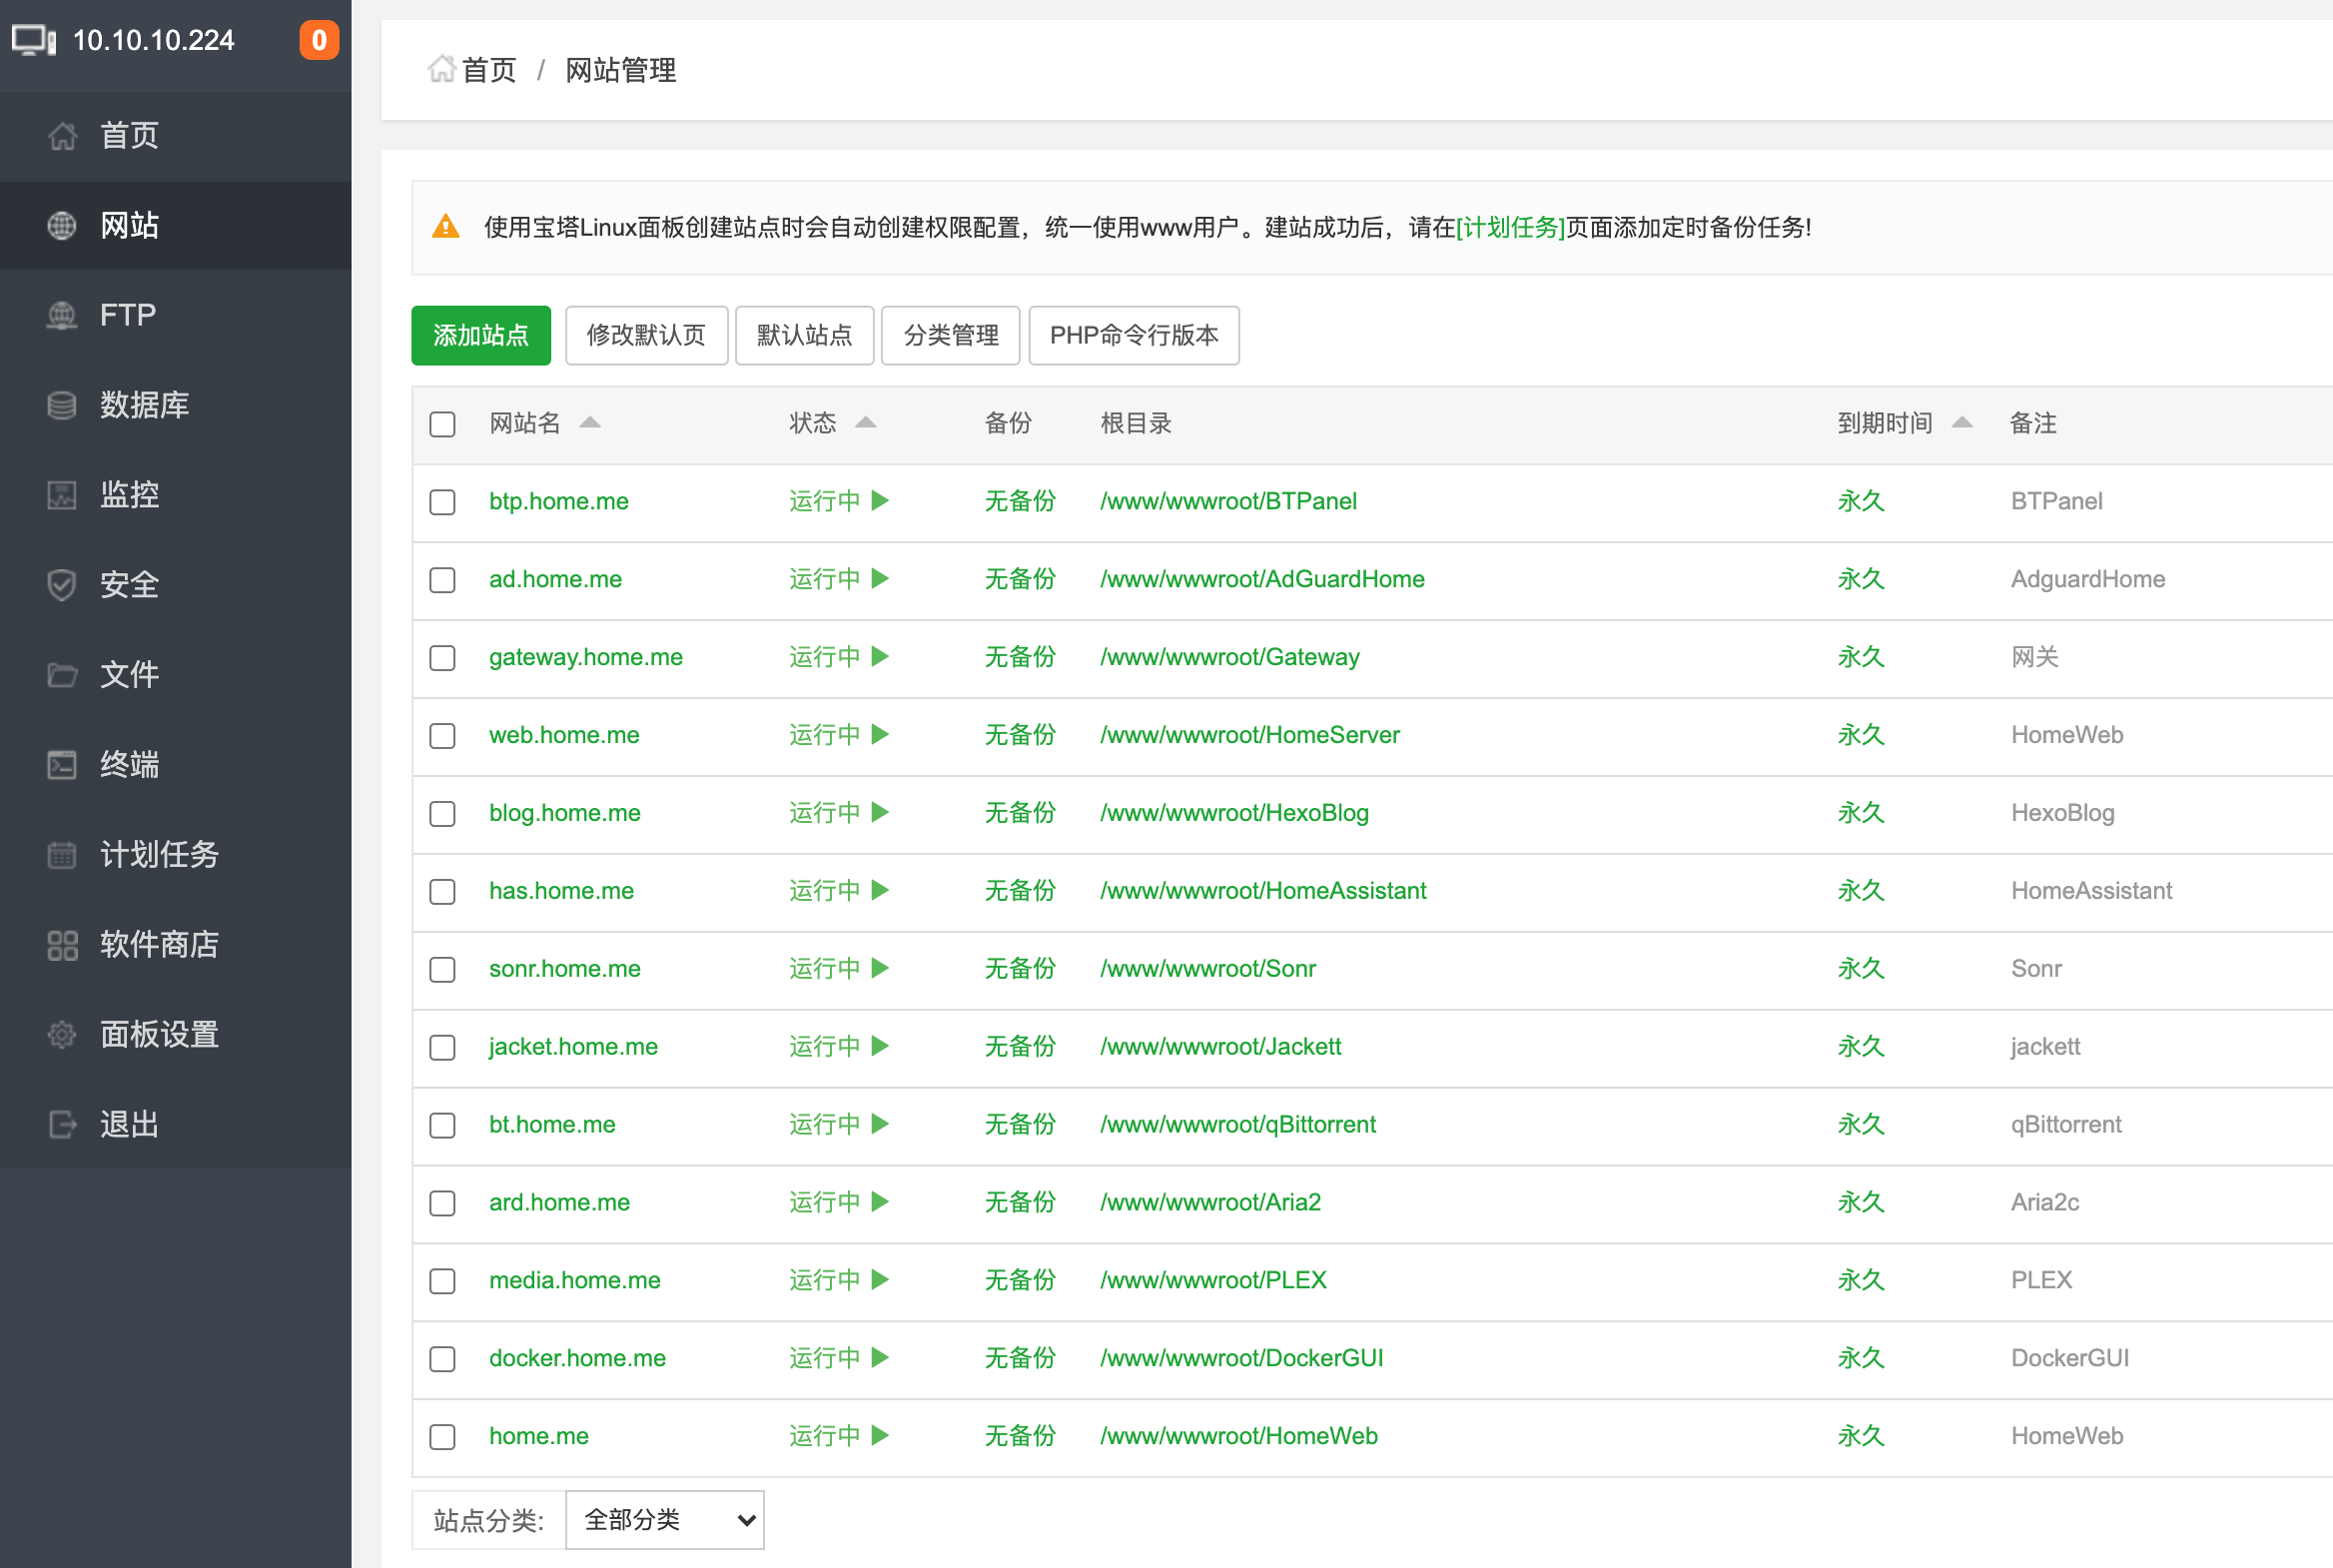 10.10.10.224 0
首页
网站
FTP
数据库
监控
安全
文件
终端
计划任务
软件商店
面板设置
退出
首页 / 网站管理
使用宝塔Linux面板创建站点时会自动创建权限配置，统一使用www用户。建站成功后，请在[计划任务]页面添加定时备份任务!
添加站点 修改默认页 默认站点 分类管理 PHP命令行版本
网站名 状态 备份 根目录 到期时间 备注
btp.home.me 运行中 无备份 /www/wwwroot/BTPanel 永久 BTPanel
ad.home.me 运行中 无备份 /www/wwwroot/AdGuardHome 永久 AdguardHome
gateway.home.me 运行中 无备份 /www/wwwroot/Gateway 永久 网关
web.home.me 运行中 无备份 /www/wwwroot/HomeServer 永久 HomeWeb
blog.home.me 运行中 无备份 /www/wwwroot/HexoBlog 永久 HexoBlog
has.home.me 运行中 无备份 /www/wwwroot/HomeAssistant 永久 HomeAssistant
sonr.home.me 运行中 无备份 /www/wwwroot/Sonr 永久 Sonr
jacket.home.me 运行中 无备份 /www/wwwroot/Jackett 永久 jackett
bt.home.me 运行中 无备份 /www/wwwroot/qBittorrent 永久 qBittorrent
ard.home.me 运行中 无备份 /www/wwwroot/Aria2 永久 Aria2c
media.home.me 运行中 无备份 /www/wwwroot/PLEX 永久 PLEX
docker.home.me 运行中 无备份 /www/wwwroot/DockerGUI 永久 DockerGUI
home.me 运行中 无备份 /www/wwwroot/HomeWeb 永久 HomeWeb
站点分类: 全部分类